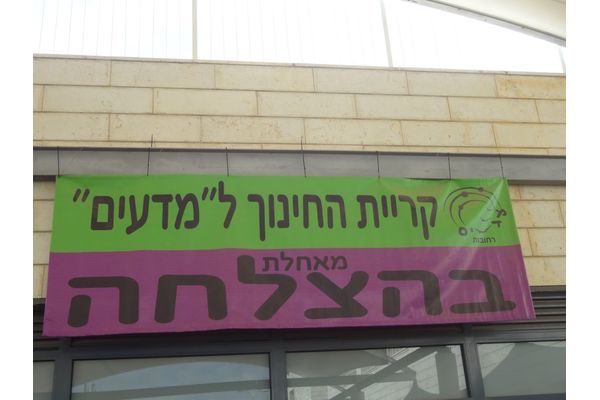 קריית החינוך ל"מדעים"
רחובות
מאחלת
בהצלחה